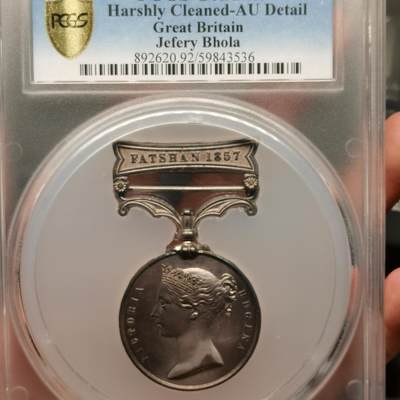 PCGS
Harshly Cleaned-AU Detail
Great Britain
Jefery Bhola
892620.92/59843536
FATSHAN 1857
VICTORIA REGINA